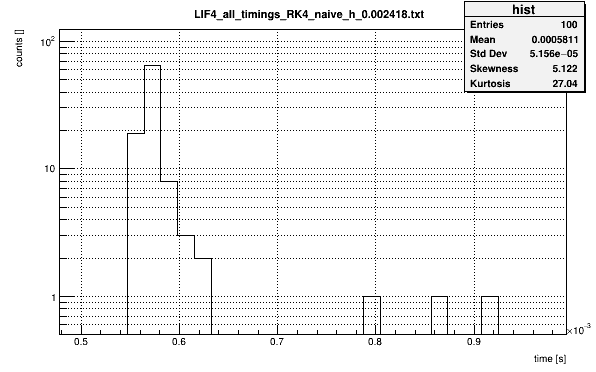 LIF4_all_timings_RK4_naive_h_0.002418.txt
hist
Entries 100
Mean 0.0005811
Std Dev 5.156e−05
Skewness 5.122
Kurtosis 27.04
counts []
10²
10
1
0.5 0.6 0.7 0.8 0.9
×10⁻³
time [s]